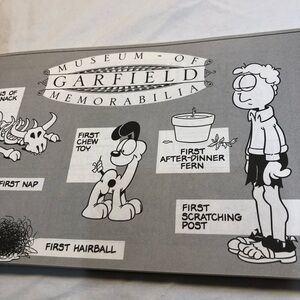 MUSEUM - OF
GARFIELD
MEMORABILIA
S OF
NACK
FIRST
CHEW
TOY
FIRST
AFTER-DINNER
FERN
FIRST NAP
FIRST
SCRATCHING
POST
FIRST HAIRBALL